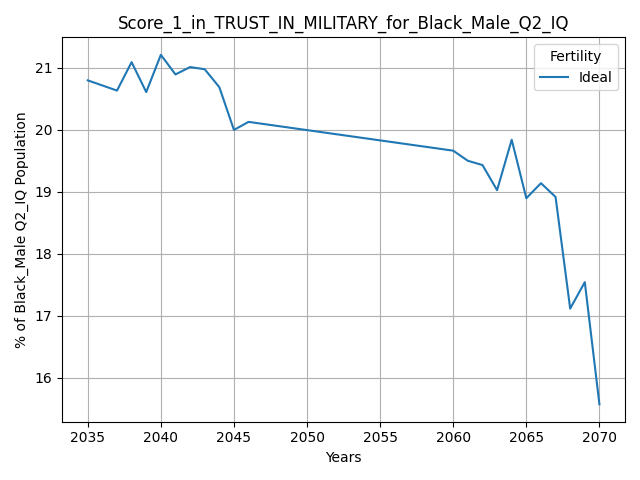 Score_1_in_TRUST_IN_MILITARY_for_Black_Male_Q2_IQ
Fertility
Ideal
% of Black_Male Q2_IQ Population
21
20
19
18
17
16
2035 2040 2045 2050 2055 2060 2065 2070
Years